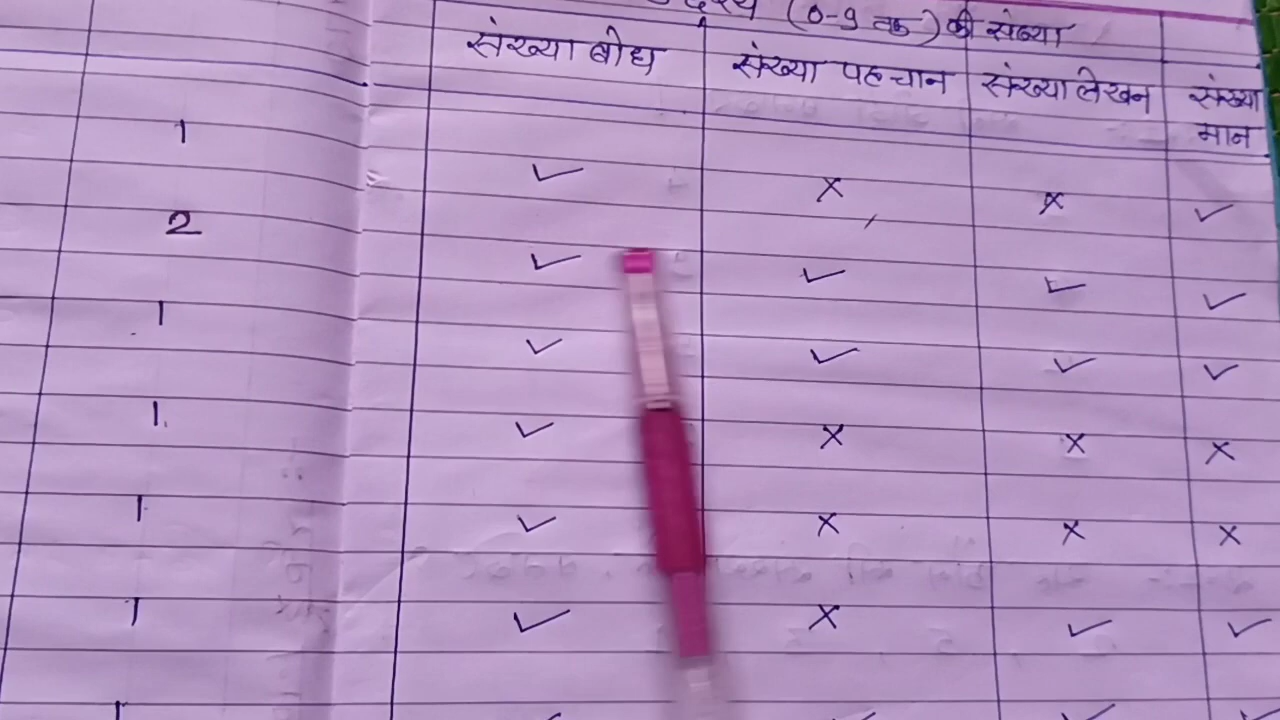 (0-9 तक) की संख्या
संख्या बोध संख्या पहचान संख्या लेखन संख्या मान
1 ✓ x x ✓
2 ✓ ✓ ✓ ✓
1 ✓ ✓ ✓ ✓
1 ✓ x x x
1 ✓ x x x
1 ✓ x ✓ ✓